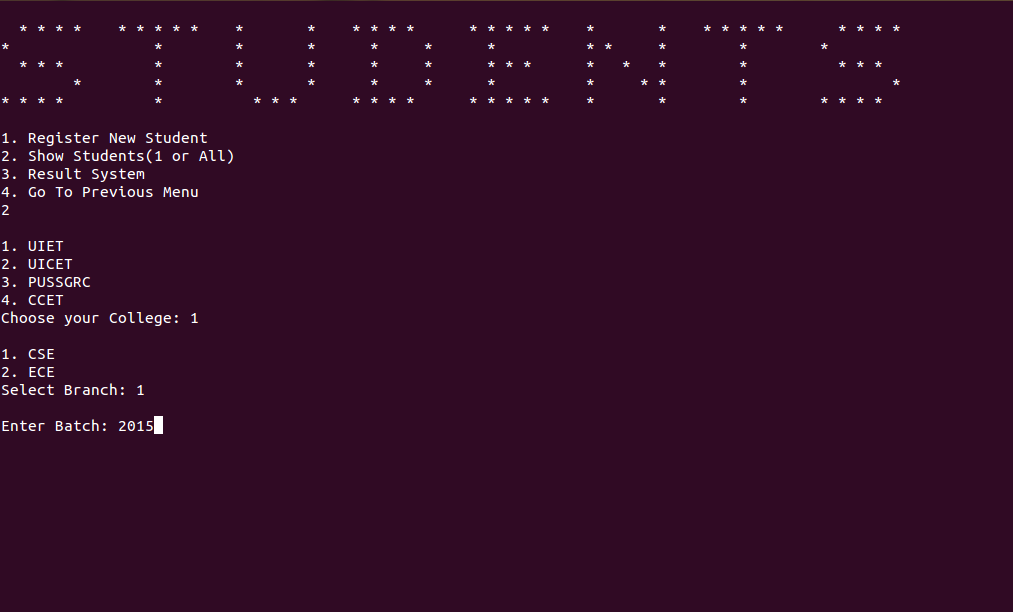 STUDENTS
1. Register New Student
2. Show Students(1 or All)
3. Result System
4. Go To Previous Menu
2
1. UIET
2. UICET
3. PUSSGRC
4. CCET
Choose your College: 1
1. CSE
2. ECE
Select Branch: 1
Enter Batch: 2015